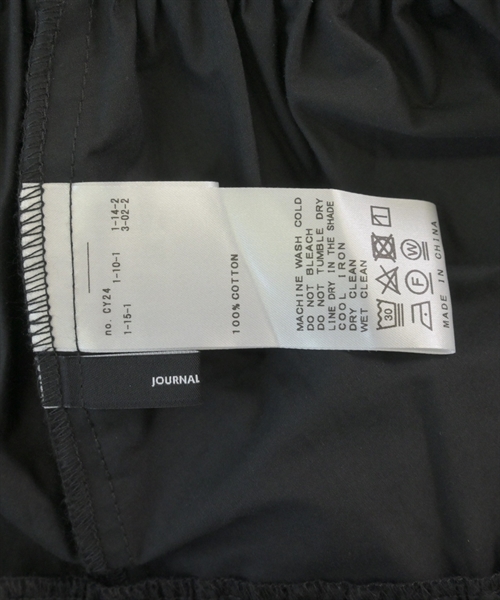 no. CY24
1-15-1
1-10-1
1-14-2
3-02-2
100% COTTON
MACHINE WASH COLD
DO NOT BLEACH
DO NOT UMBLE DRY
LINE DRY IN THE SHADE
COOL IRON
DRY CLEAN
WET CLEAN
30
F
W
MADE IN CHINA
JOURNAL